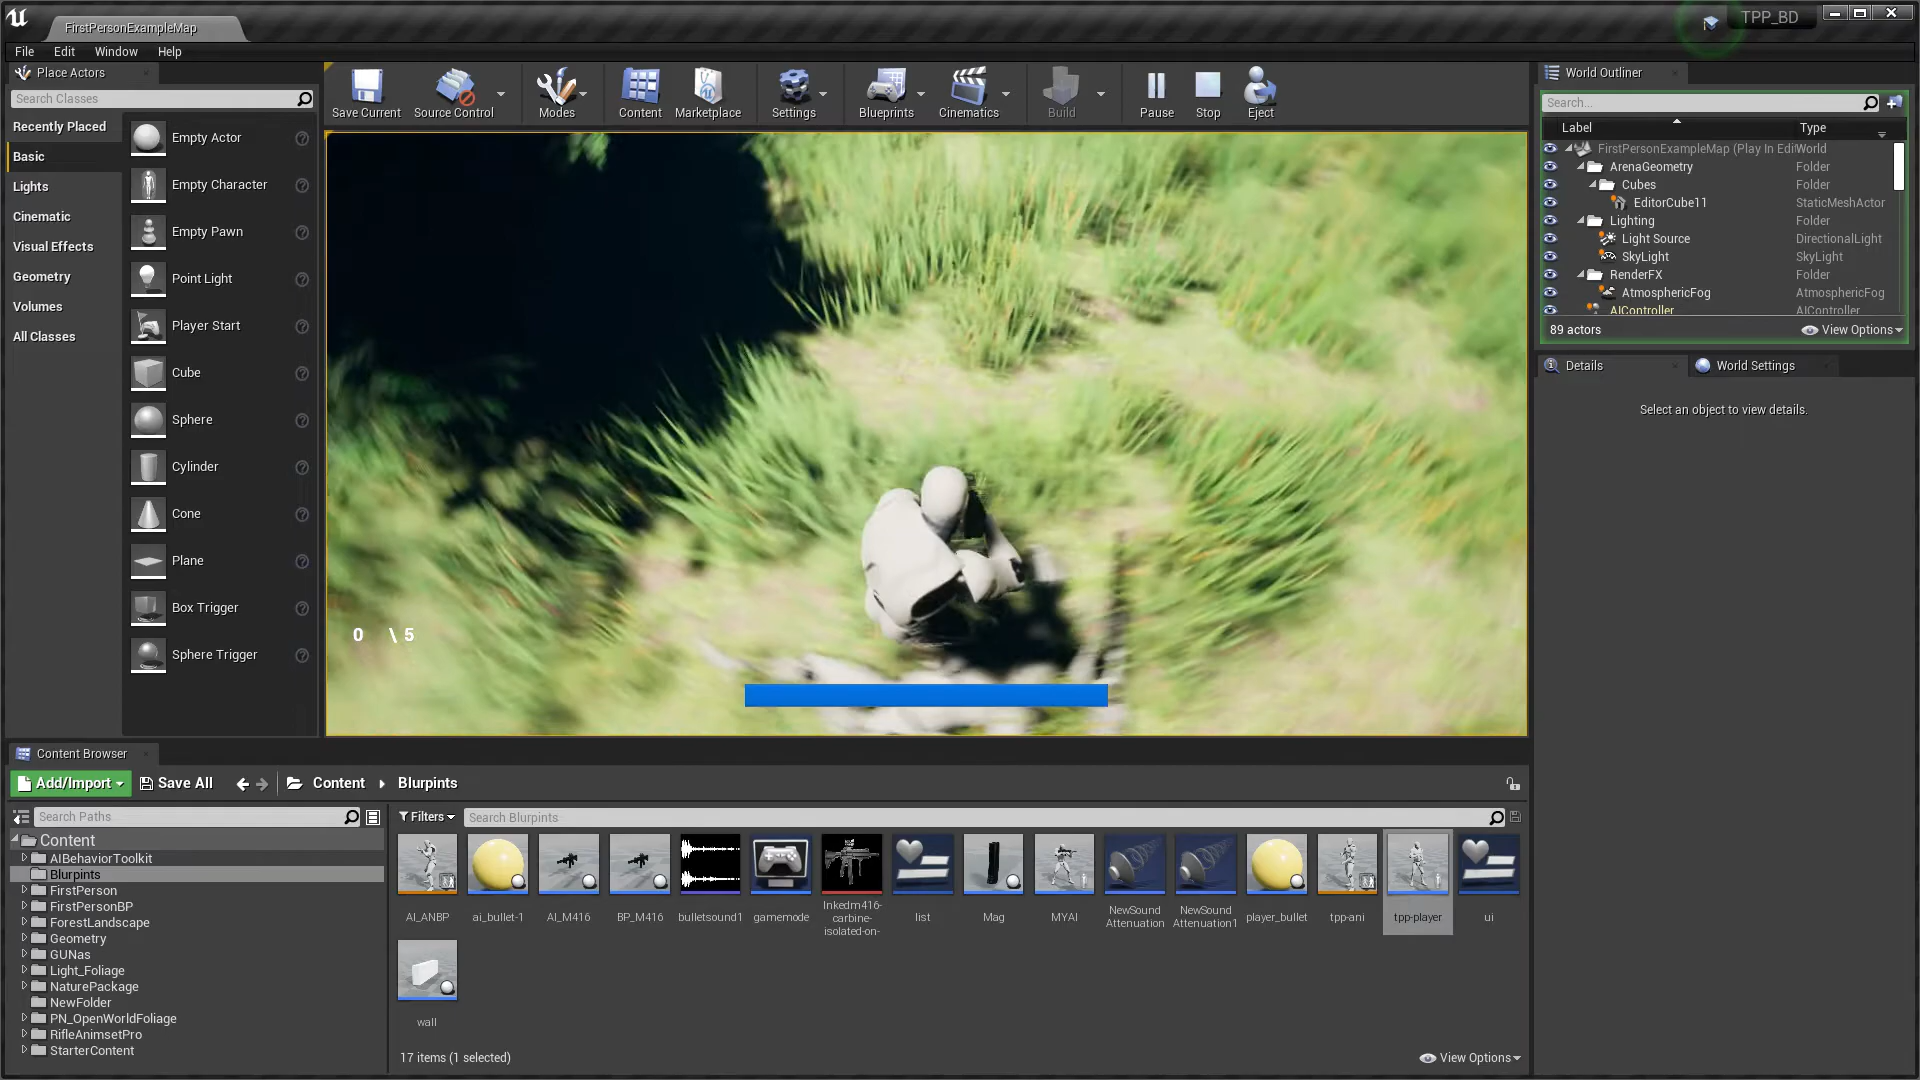 FirstPersonExampleMap
TPP_BD
File Edit Window Help
Place Actors
Search Classes
Recently Placed
Basic
Lights
Cinematic
Visual Effects
Geometry
Volumes
All Classes
Empty Actor
Empty Character
Empty Pawn
Point Light
Player Start
Cube
Sphere
Cylinder
Cone
Plane
Box Trigger
Sphere Trigger
Save Current Source Control Modes Content Marketplace Settings Blueprints Cinematics Build Pause Stop Eject
0 \ 5
World Outliner
Search...
Label Type
FirstPersonExampleMap (Play In Edi World
ArenaGeometry Folder
Cubes Folder
EditorCube11 StaticMeshActor
Lighting Folder
Light Source DirectionalLight
SkyLight SkyLight
RenderFX Folder
AtmosphericFog AtmosphericFog
AIController AIController
89 actors View Options
Details World Settings
Select an object to view details.
Content Browser
Add/Import Save All Content Blurpints
Search Paths
Content
AIBehaviorToolkit
Blurpints
FirstPerson
FirstPersonBP
ForestLandscape
Geometry
GUNas
Light_Foliage
NaturePackage
NewFolder
PN_OpenWorldFoliage
RifleAnimsetPro
StarterContent
Filters Search Blurpints
AI_ANBP
ai_bullet-1
AI_M416
BP_M416
bulletsound1
gamemode
Inkedm416-
carbine-
isolated-on-
list
Mag
MYAI
NewSound
Attenuation
NewSound
Attenuation1
player_bullet
tpp-ani
tpp-player
ui
wall
17 items (1 selected) View Options